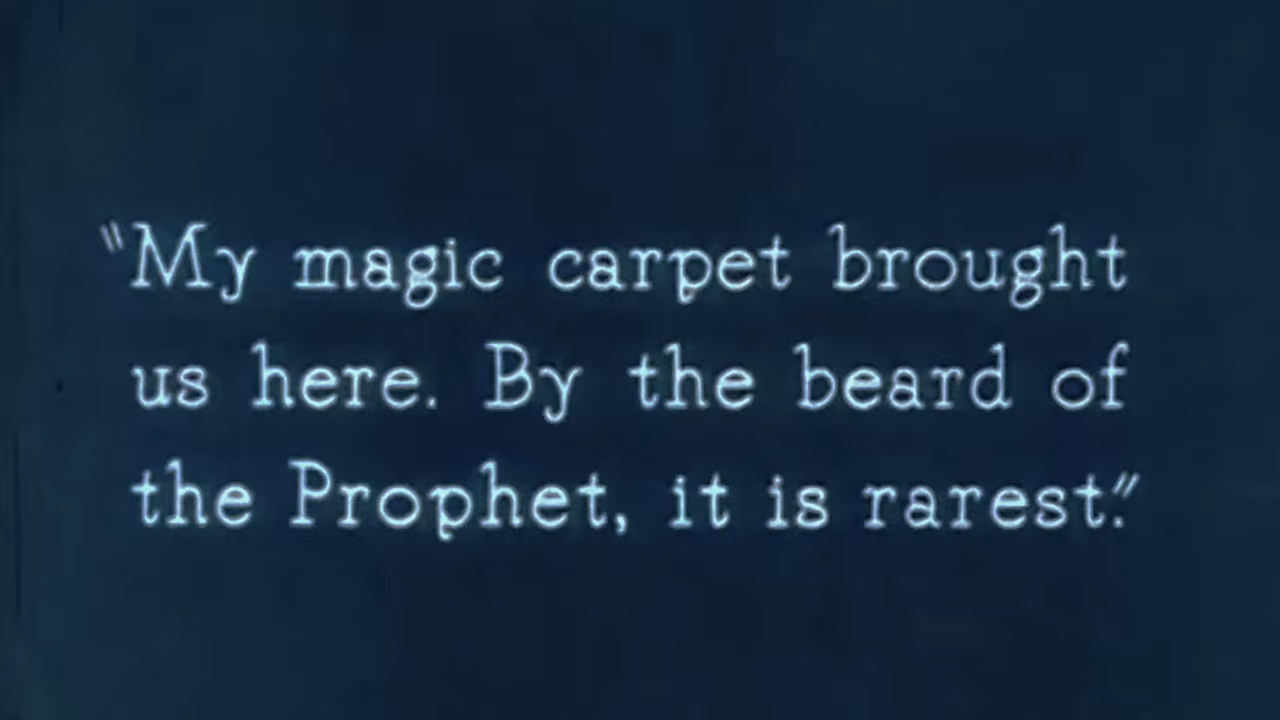 "My magic carpet brought
us here. By the beard of
the Prophet, it is rarest."